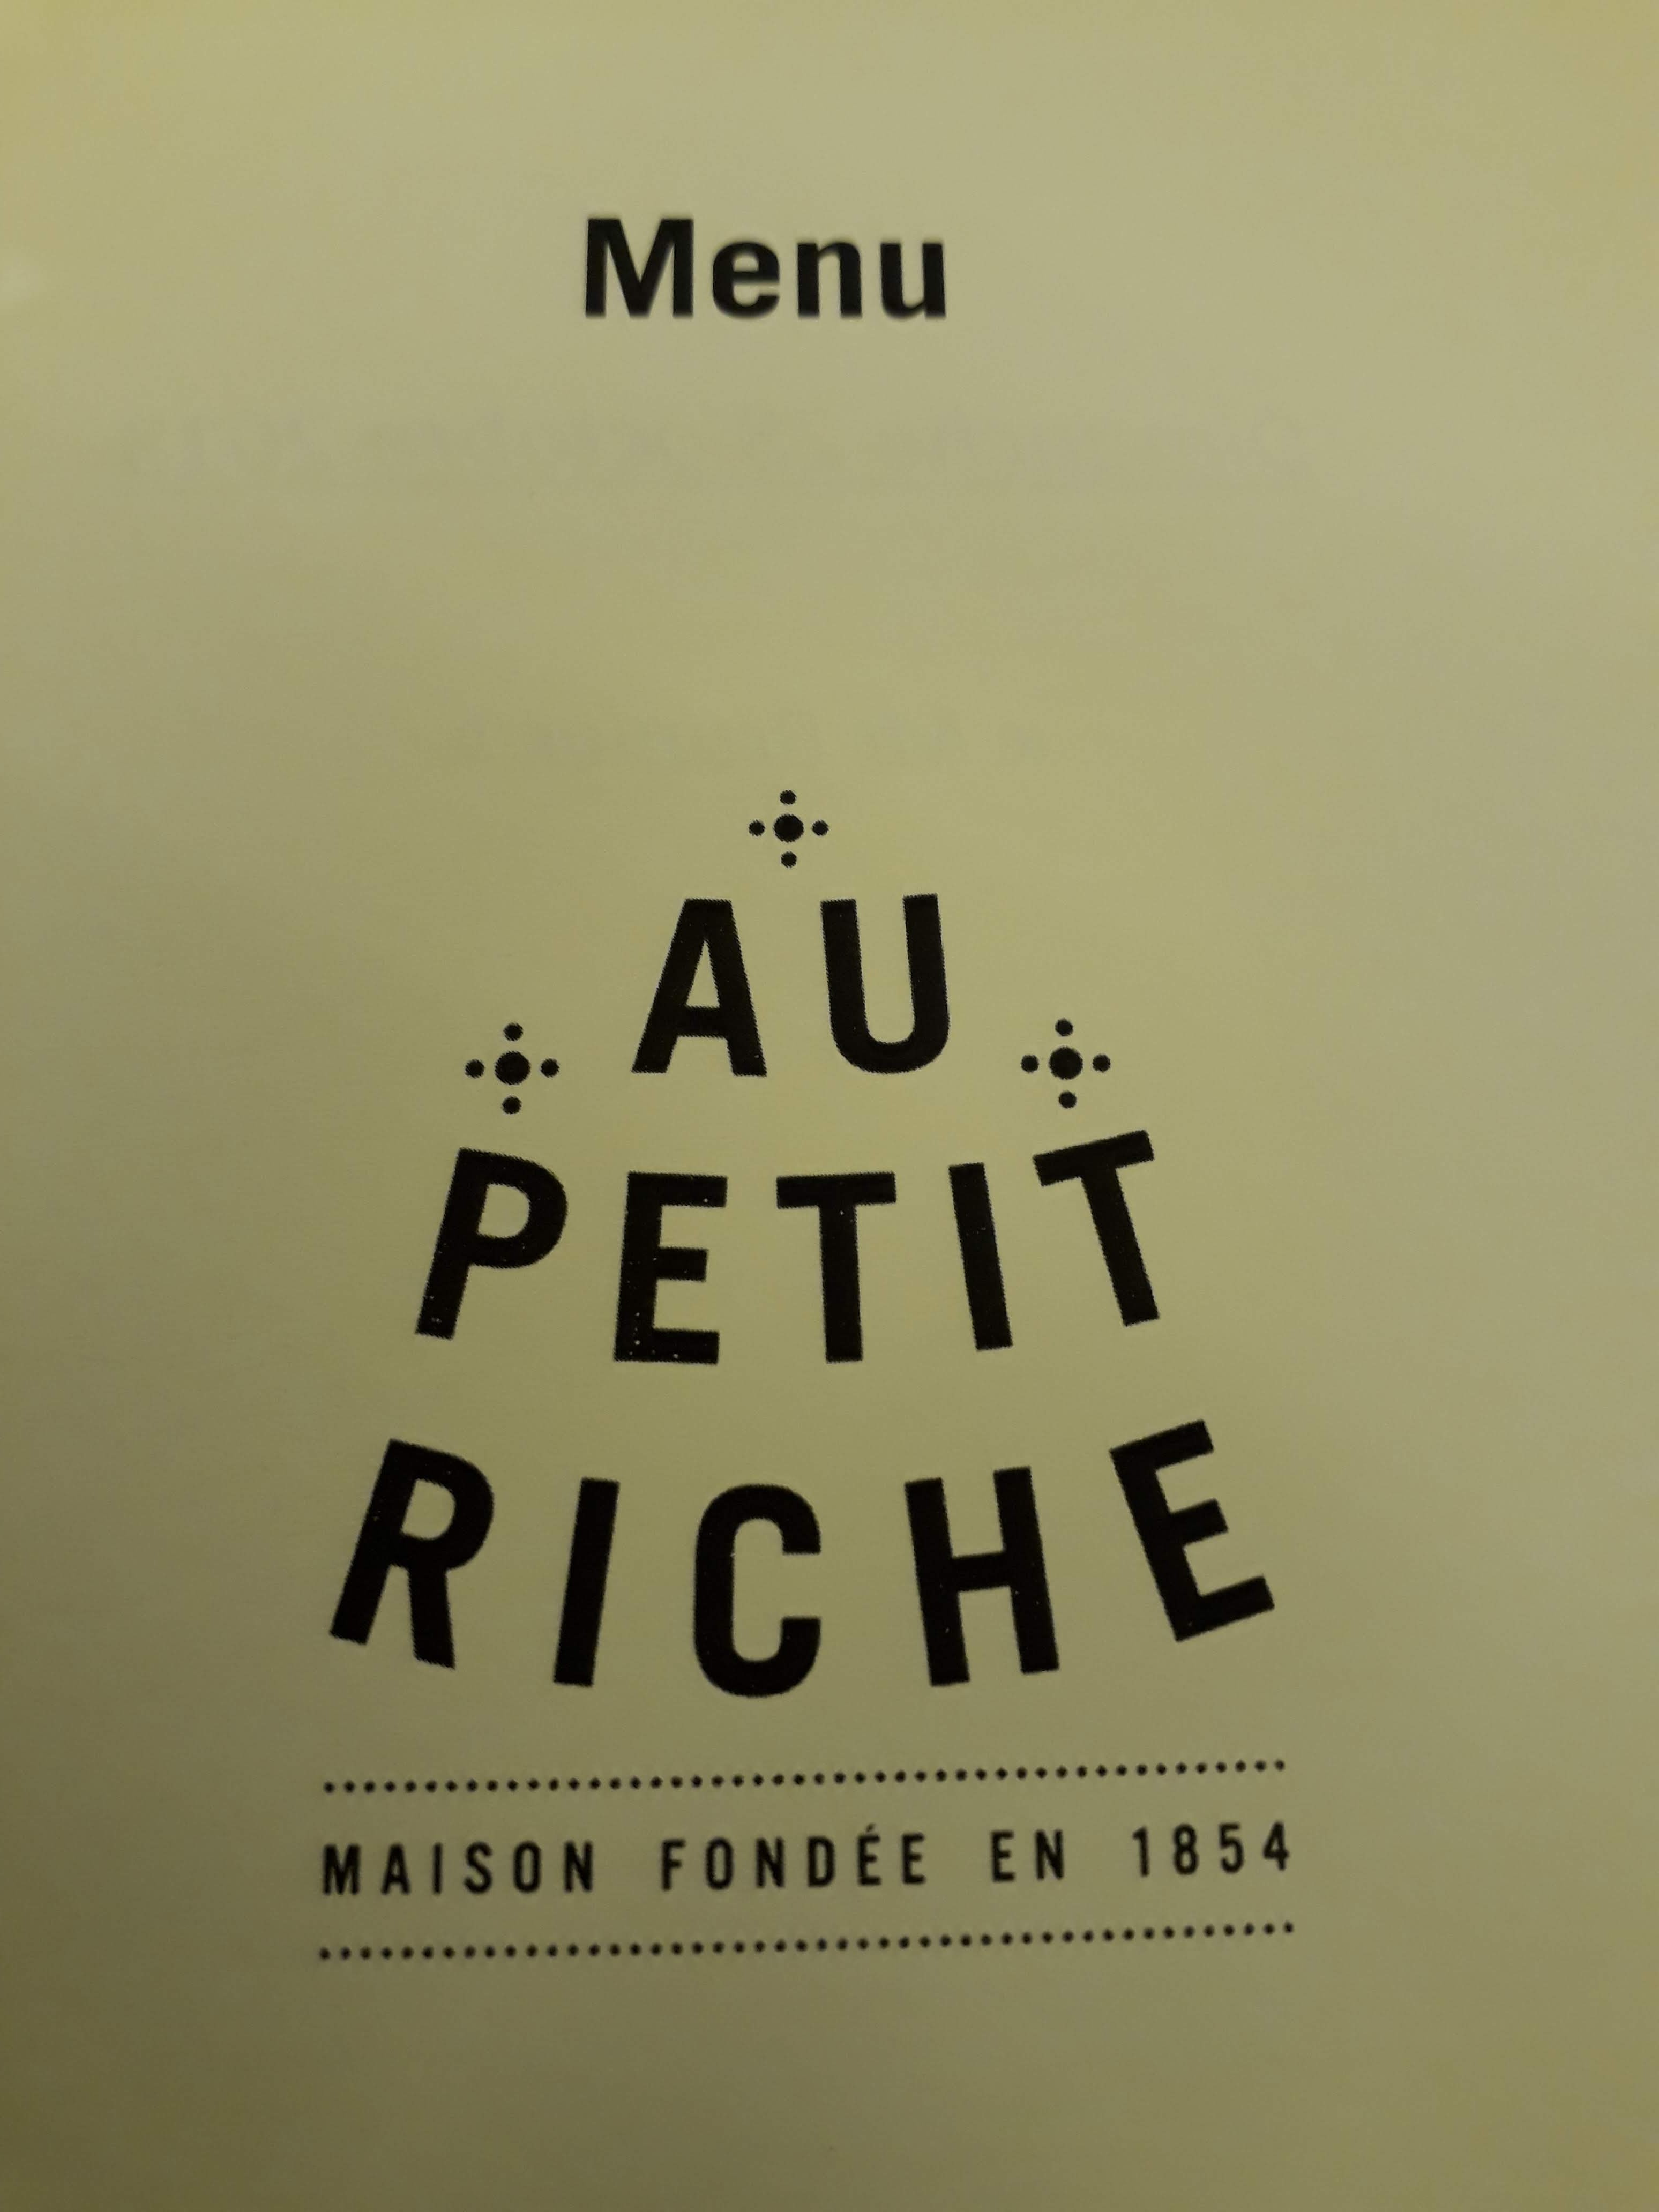 Menu
AU
PETIT
RICHE
MAISON FONDÉE EN 1854